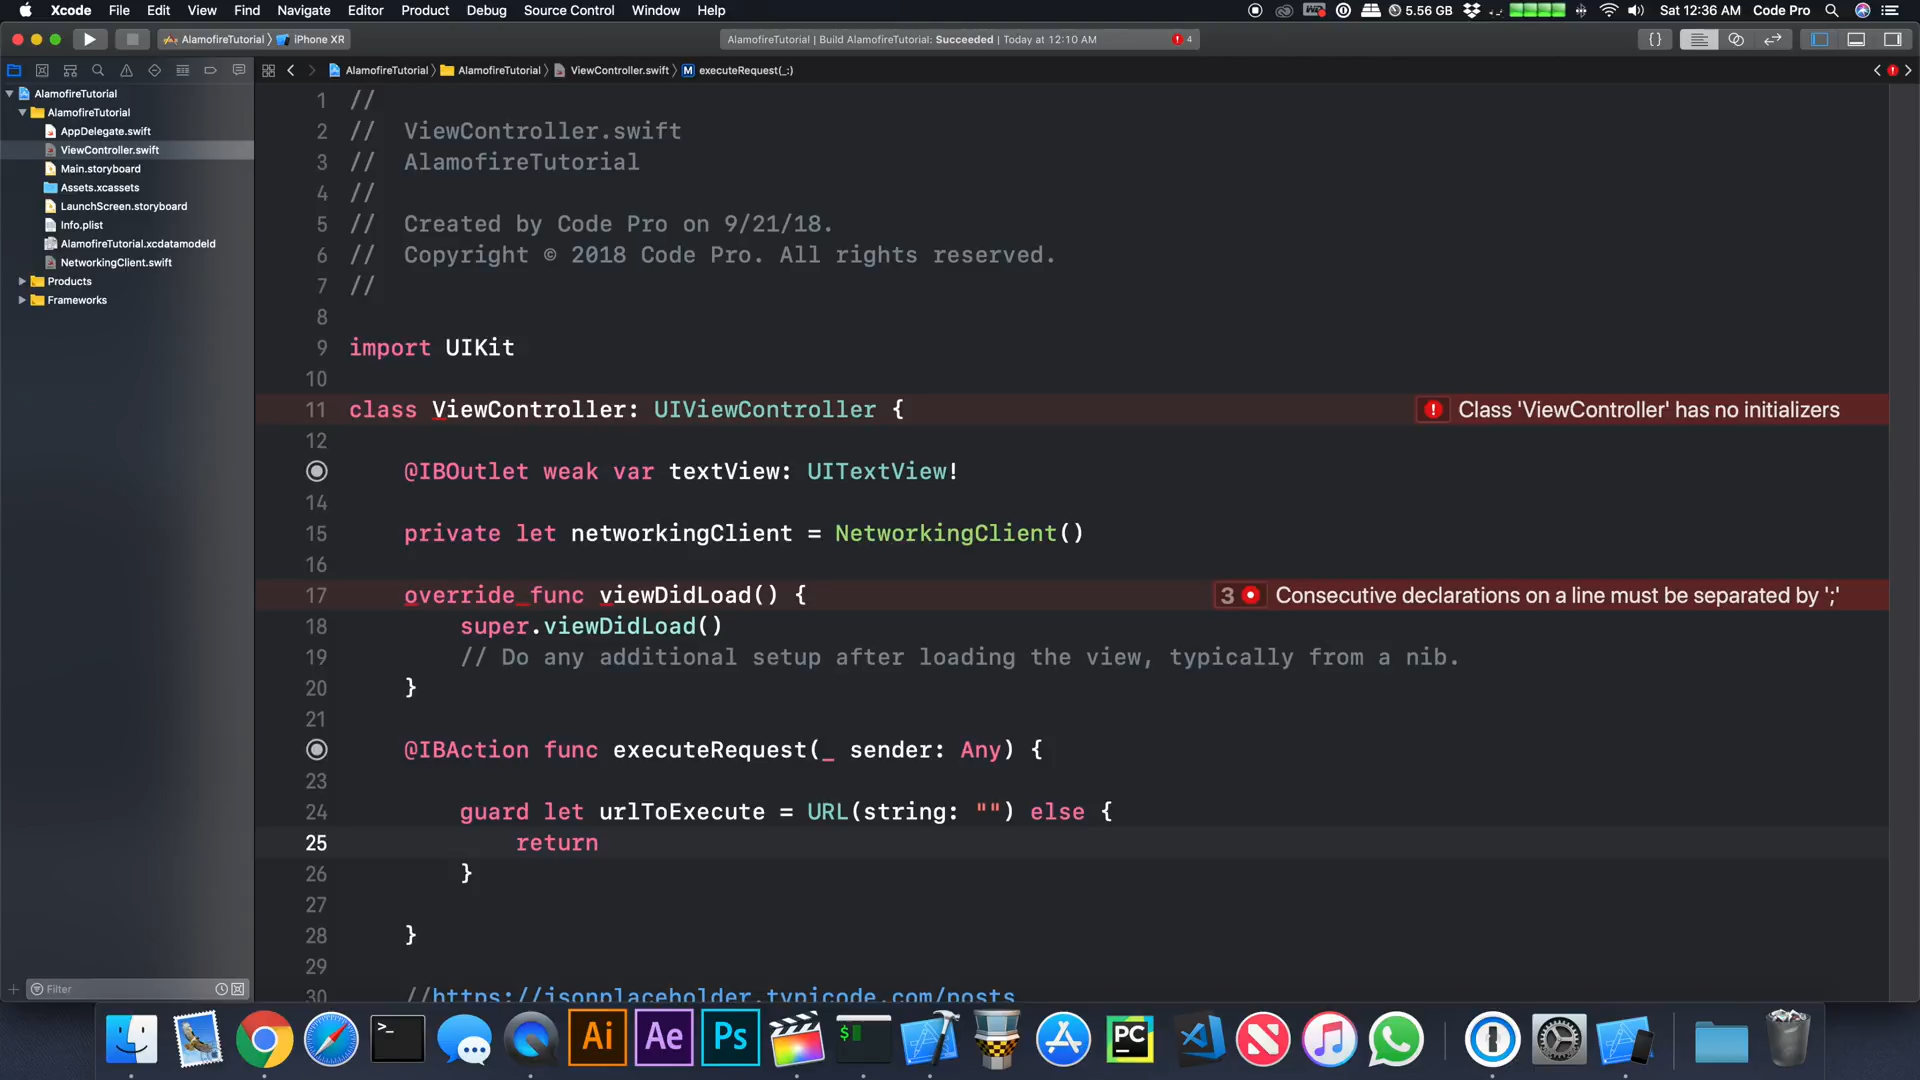 Xcode File Edit View Find Navigate Editor Product Debug Source Control Window Help 5.56 GB Sat 12:36 AM Code Pro
AlamofireTutorial iPhone XR AlamofireTutorial | Build AlamofireTutorial: Succeeded | Today at 12:10 AM 4 {}
AlamofireTutorial AlamofireTutorial ViewController.swift M executeRequest(_:)
AlamofireTutorial
AlamofireTutorial
AppDelegate.swift
ViewController.swift
Main.storyboard
Assets.xcassets
LaunchScreen.storyboard
Info.plist
AlamofireTutorial.xcdatamodeld
NetworkingClient.swift
Products
Frameworks
Filter
1 //
2 //  ViewController.swift
3 //  AlamofireTutorial
4 //
5 //  Created by Code Pro on 9/21/18.
6 //  Copyright © 2018 Code Pro. All rights reserved.
7 //
8
9 import UIKit
10
11 class ViewController: UIViewController { Class 'ViewController' has no initializers
12
@IBOutlet weak var textView: UITextView!
14
15 private let networkingClient = NetworkingClient()
16
17 override func viewDidLoad() { 3 Consecutive declarations on a line must be separated by ';'
18 super.viewDidLoad()
19 // Do any additional setup after loading the view, typically from a nib.
20 }
21
@IBAction func executeRequest(_ sender: Any) {
23
24 guard let urlToExecute = URL(string: "") else {
25 return
26 }
27
28 }
29
30 //https://jsonplaceholder.typicode.com/posts
>_ Ai Ae Ps $ PC